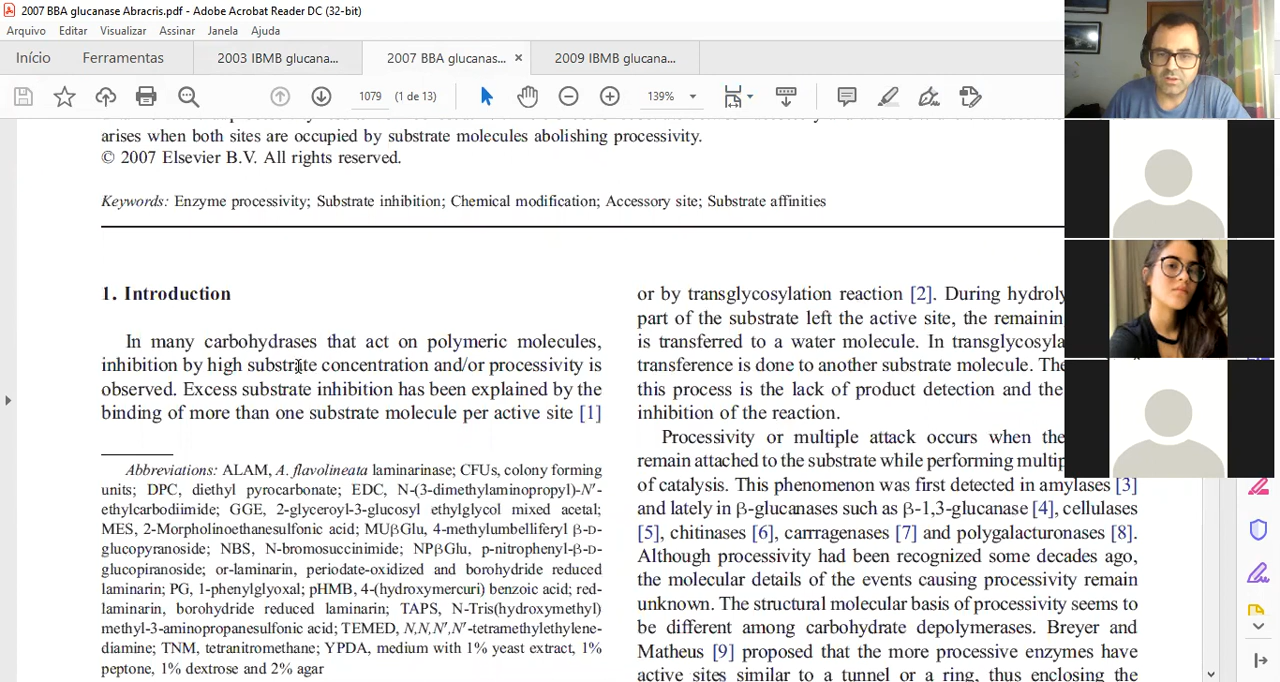 2007 BBA glucanase Abracris.pdf - Adobe Acrobat Reader DC (32-bit)
Arquivo Editar Visualizar Assinar Janela Ajuda
Início Ferramentas 2003 IBMB glucana... 2007 BBA glucanas... × 2009 IBMB glucana...
1079 (1 de 13) 139%
arises when both sites are occupied by substrate molecules abolishing processivity.
© 2007 Elsevier B.V. All rights reserved.
Keywords: Enzyme processivity; Substrate inhibition; Chemical modification; Accessory site; Substrate affinities
1. Introduction
In many carbohydrases that act on polymeric molecules,
inhibition by high substrate concentration and/or processivity is
observed. Excess substrate inhibition has been explained by the
binding of more than one substrate molecule per active site [1]
Abbreviations: ALAM, A. flavolineata laminarinase; CFUs, colony forming
units; DPC, diethyl pyrocarbonate; EDC, N-(3-dimethylaminopropyl)-N′-
ethylcarbodiimide; GGE, 2-glyceroyl-3-glucosyl ethylglycol mixed acetal;
MES, 2-Morpholinoethanesulfonic acid; MUβGlu, 4-methylumbelliferyl β-D-
glucopyranoside; NBS, N-bromosuccinimide; NPβGlu, p-nitrophenyl-β-D-
glucopiranoside; or-laminarin, periodate-oxidized and borohydride reduced
laminarin; PG, 1-phenylglyoxal; pHMB, 4-(hydroxymercuri) benzoic acid; red-
laminarin, borohydride reduced laminarin; TAPS, N-Tris(hydroxymethyl)
methyl-3-aminopropanesulfonic acid; TEMED, N,N,N′,N′-tetramethylethylene-
diamine; TNM, tetranitromethane; YPDA, medium with 1% yeast extract, 1%
peptone, 1% dextrose and 2% agar
or by transglycosylation reaction [2]. During hydroly
part of the substrate left the active site, the remainin
is transferred to a water molecule. In transglycosyla
transference is done to another substrate molecule. The
this process is the lack of product detection and the
inhibition of the reaction.
Processivity or multiple attack occurs when the
remain attached to the substrate while performing multip
of catalysis. This phenomenon was first detected in amylases [3]
and lately in β-glucanases such as β-1,3-glucanase [4], cellulases
[5], chitinases [6], carrragenases [7] and polygalacturonases [8].
Although processivity had been recognized some decades ago,
the molecular details of the events causing processivity remain
unknown. The structural molecular basis of processivity seems to
be different among carbohydrate depolymerases. Breyer and
Matheus [9] proposed that the more processive enzymes have
active sites similar to a tunnel or a ring, thus enclosing the